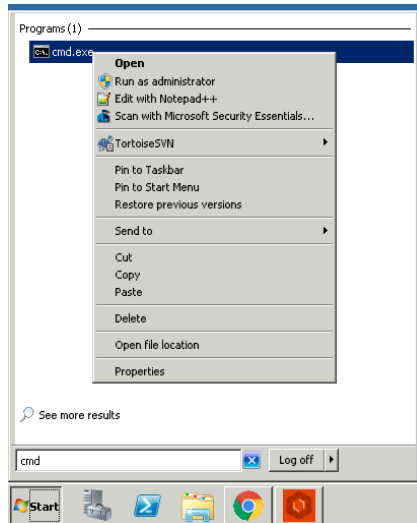 Programs (1)
cmd.exe
Open
Run as administrator
Edit with Notepad++
Scan with Microsoft Security Essentials...
TortoiseSVN
Pin to Taskbar
Pin to Start Menu
Restore previous versions
Send to
Cut
Copy
Paste
Delete
Open file location
Properties
See more results
cmd
Log off
Start